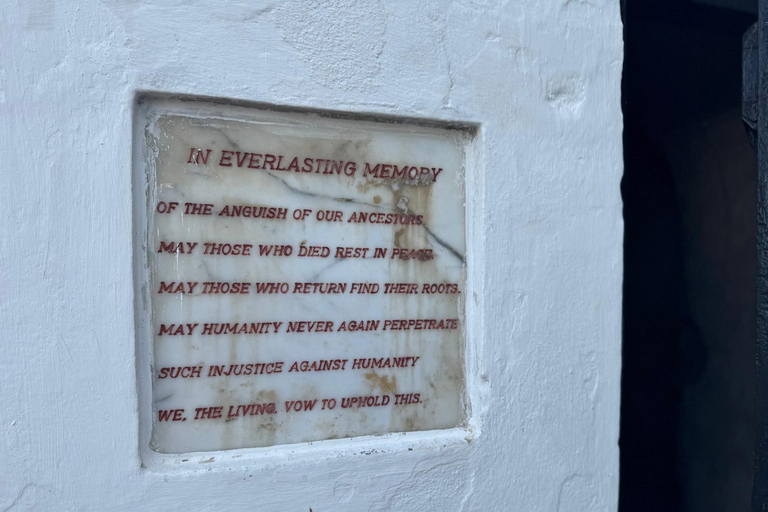 IN EVERLASTING MEMORY
OF THE ANGUISH OF OUR ANCESTORS.
MAY THOSE WHO DIED REST IN PEACE.
MAY THOSE WHO RETURN FIND THEIR ROOTS.
MAY HUMANITY NEVER AGAIN PERPETRATE
SUCH INJUSTICE AGAINST HUMANITY
WE, THE LIVING, VOW TO UPHOLD THIS.